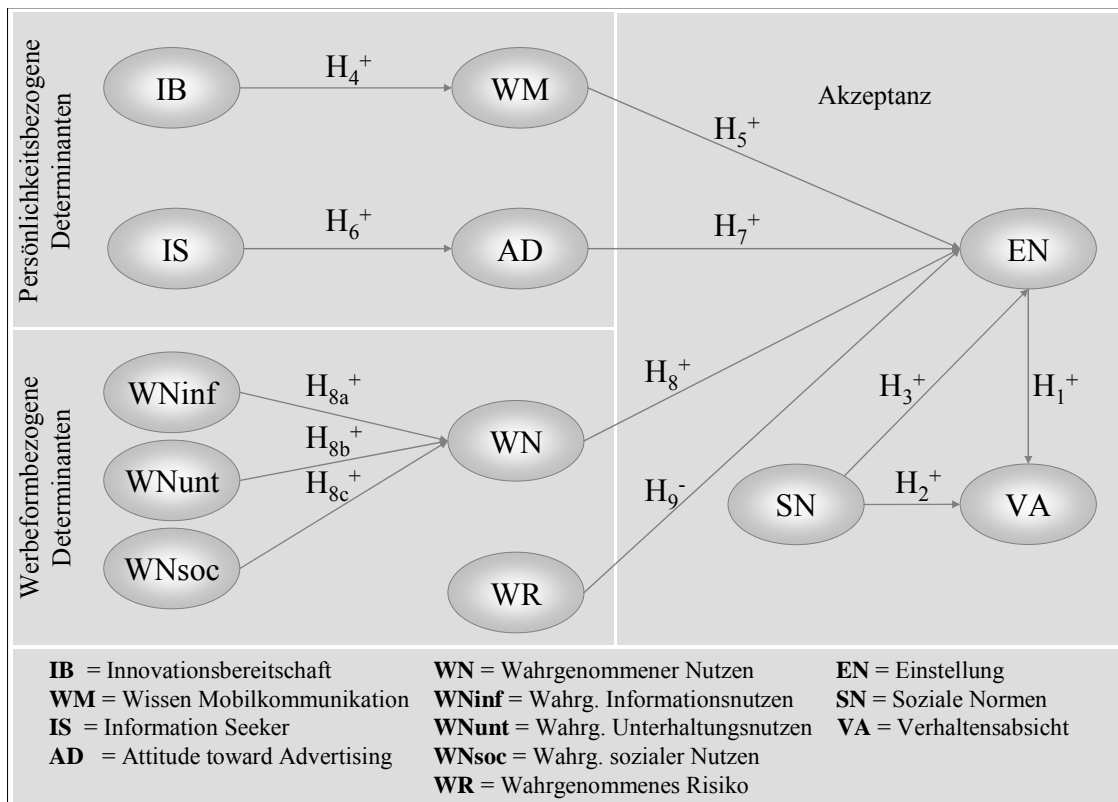 Persönlichkeitsbezogene
Determinanten
IB
H₄⁺
WM
Akzeptanz
H₅⁺
IS
H₆⁺
AD
H₇⁺
EN
Werbeformbezogene
Determinanten
WNinf
H₈ₐ⁺
WNunt
H₈b⁺
WNsoc
H₈c⁺
WN
H₈⁺
H₃⁺
H₁⁺
WR
H₉⁻
SN
H₂⁺
VA
IB = Innovationsbereitschaft
WM = Wissen Mobilkommunikation
IS = Information Seeker
AD = Attitude toward Advertising
WN = Wahrgenommener Nutzen
WNinf = Wahrg. Informationsnutzen
WNunt = Wahrg. Unterhaltungsnutzen
WNsoc = Wahrg. sozialer Nutzen
WR = Wahrgenommenes Risiko
EN = Einstellung
SN = Soziale Normen
VA = Verhaltensabsicht